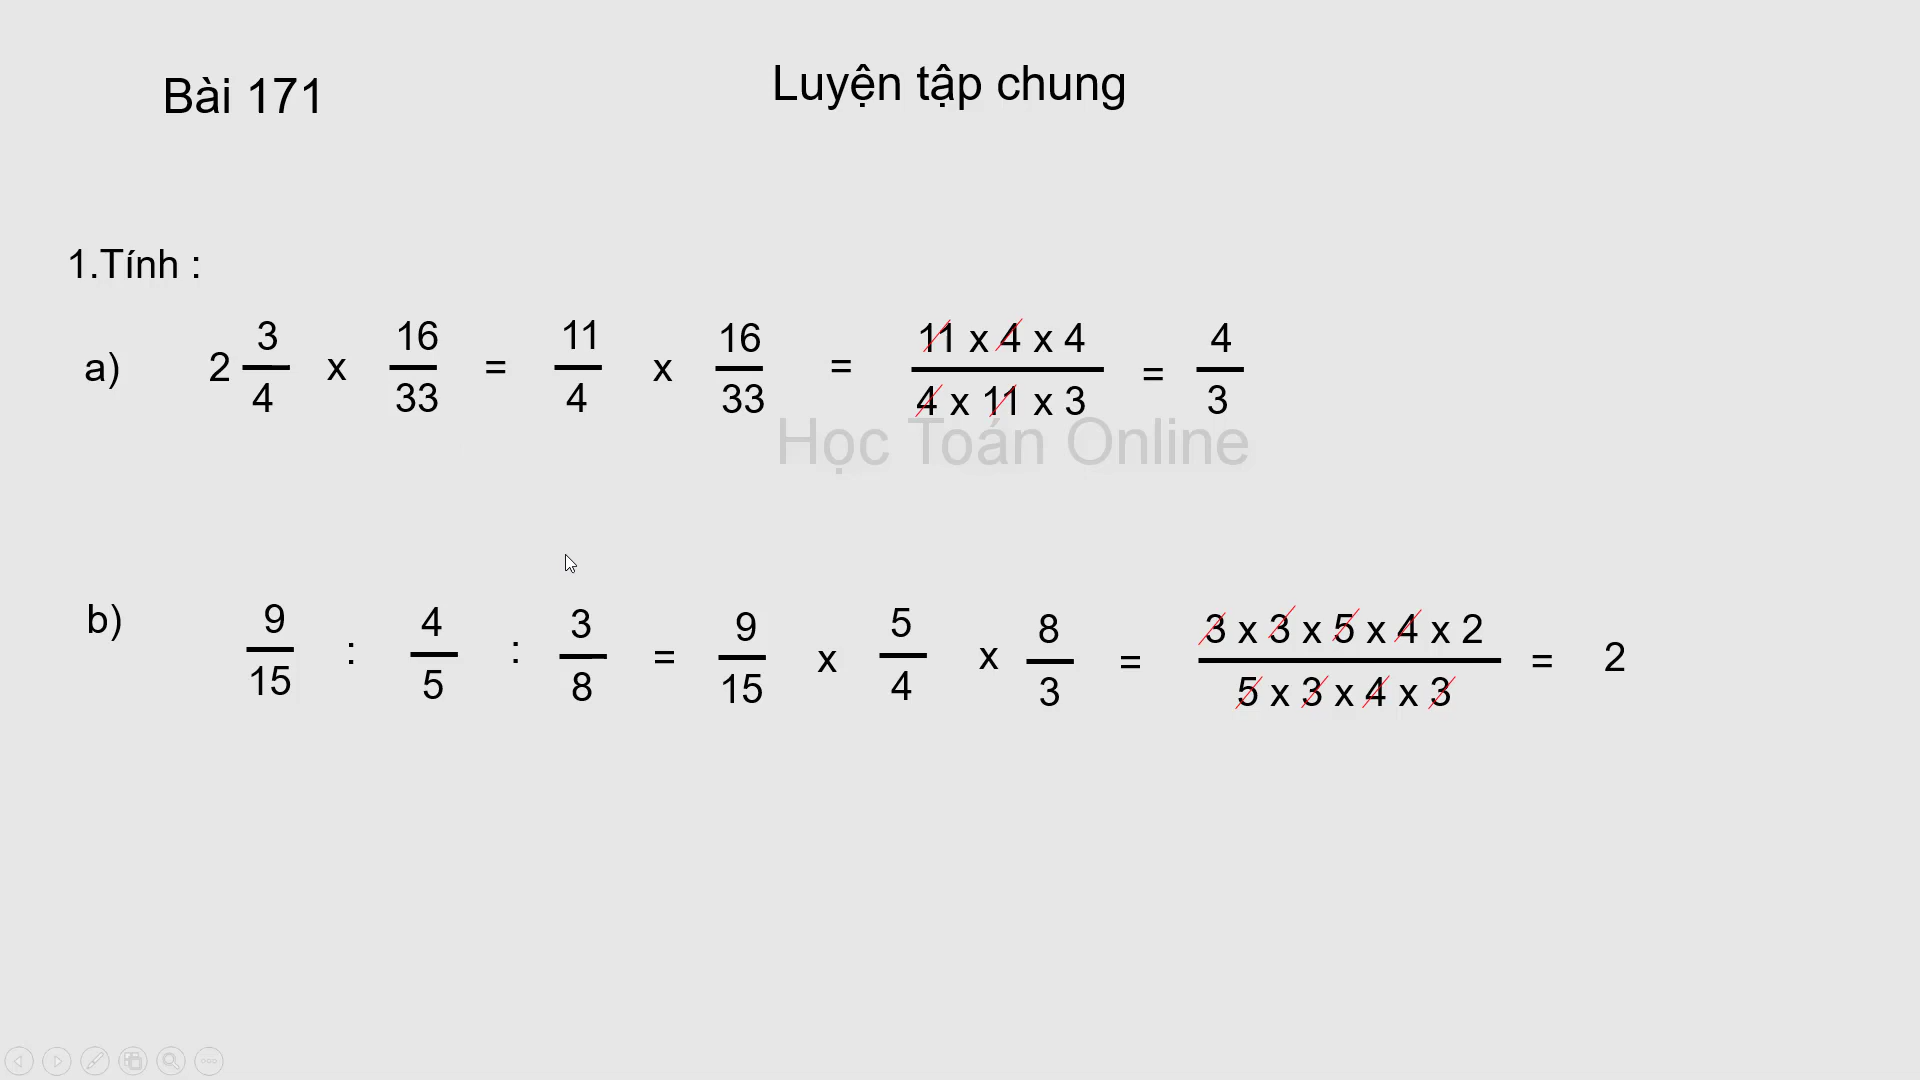 Bài 171
Luyện tập chung
1.Tính :
a) 2 3/4 x 16/33 = 11/4 x 16/33 = 11 x 4 x 4 / 4 x 11 x 3 = 4/3
Học Toán Online
b) 9/15 : 4/5 : 3/8 = 9/15 x 5/4 x 8/3 = 3 x 3 x 5 x 4 x 2 / 5 x 3 x 4 x 3 = 2